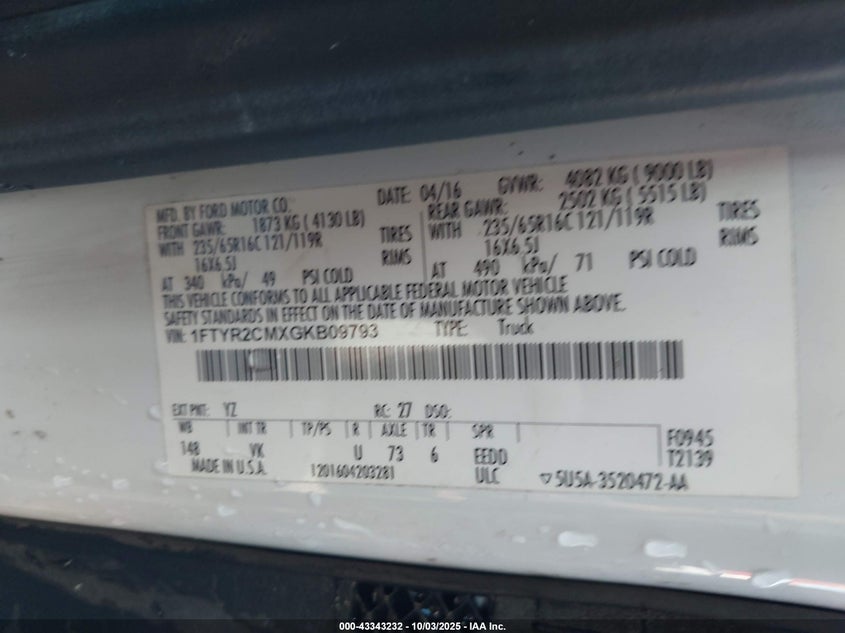 MFD. BY FORD MOTOR CO. DATE: 04/16 GVWR: 4082 KG ( 9000 LB)
FRONT GAWR: 1873 KG ( 4130 LB) REAR GAWR: 2502 KG ( 5515 LB)
WITH 235/65R16C 121/119R TIRES WITH 235/65R16C 121/119R TIRES
16X6.5J RIMS 16X6.5J RIMS
AT 340 kPa/ 49 PSI COLD AT 490 kPa/ 71 PSI COLD
THIS VEHICLE CONFORMS TO ALL APPLICABLE FEDERAL MOTOR VEHICLE
SAFETY STANDARDS IN EFFECT ON THE DATE OF MANUFACTURE SHOWN ABOVE.
VIN: 1FTYR2CMXGKB09793 TYPE: Truck
EXT PNT: YZ RC: 27 DSO:
WB INT TR TP/PS R AXLE TR SPR F0945
148 VK U 73 6 EEDD T2139
MADE IN U.S.A. 1201604203281 ULC 5U5A-3520472-AA
000-43343232 - 10/03/2025 - IAA Inc.